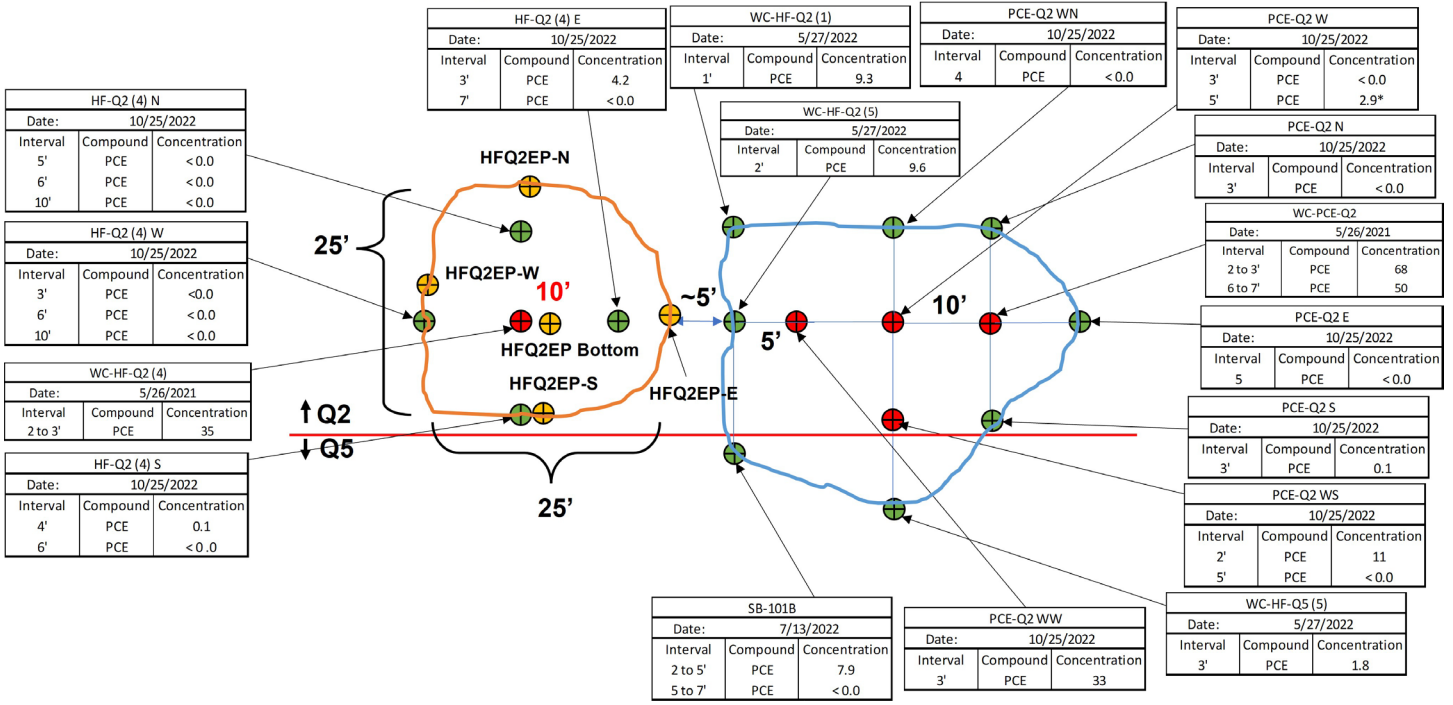 HF-Q2 (4) E
Date: 10/25/2022
Interval Compound Concentration
3' PCE 4.2
7' PCE <0.0
WC-HF-Q2 (1)
Date: 5/27/2022
Interval Compound Concentration
1' PCE 9.3
PCE-Q2 WN
Date: 10/25/2022
Interval Compound Concentration
4 PCE <0.0
PCE-Q2 W
Date: 10/25/2022
Interval Compound Concentration
3' PCE <0.0
5' PCE 2.9*
HF-Q2 (4) N
Date: 10/25/2022
Interval Compound Concentration
5' PCE <0.0
6' PCE <0.0
10' PCE <0.0
WC-HF-Q2 (5)
Date: 5/27/2022
Interval Compound Concentration
2' PCE 9.6
PCE-Q2 N
Date: 10/25/2022
Interval Compound Concentration
3' PCE <0.0
HF-Q2 (4) W
Date: 10/25/2022
Interval Compound Concentration
3' PCE <0.0
6' PCE <0.0
10' PCE <0.0
WC-PCE-Q2
Date: 5/26/2021
Interval Compound Concentration
2 to 3' PCE 68
6 to 7' PCE 50
HFQ2EP-N
25'
HFQ2EP-W
10'
~5'
5'
10'
HFQ2EP Bottom
HFQ2EP-S
HFQ2EP-E
PCE-Q2 E
Date: 10/25/2022
Interval Compound Concentration
5 PCE <0.0
WC-HF-Q2 (4)
Date: 5/26/2021
Interval Compound Concentration
2 to 3' PCE 35
↑ Q2
↓ Q5
25'
PCE-Q2 S
Date: 10/25/2022
Interval Compound Concentration
3' PCE 0.1
HF-Q2 (4) S
Date: 10/25/2022
Interval Compound Concentration
4' PCE 0.1
6' PCE <0.0
PCE-Q2 WS
Date: 10/25/2022
Interval Compound Concentration
2' PCE 11
5' PCE <0.0
SB-101B
Date: 7/13/2022
Interval Compound Concentration
2 to 5' PCE 7.9
5 to 7' PCE <0.0
PCE-Q2 WW
Date: 10/25/2022
Interval Compound Concentration
3' PCE 33
WC-HF-Q5 (5)
Date: 5/27/2022
Interval Compound Concentration
3' PCE 1.8